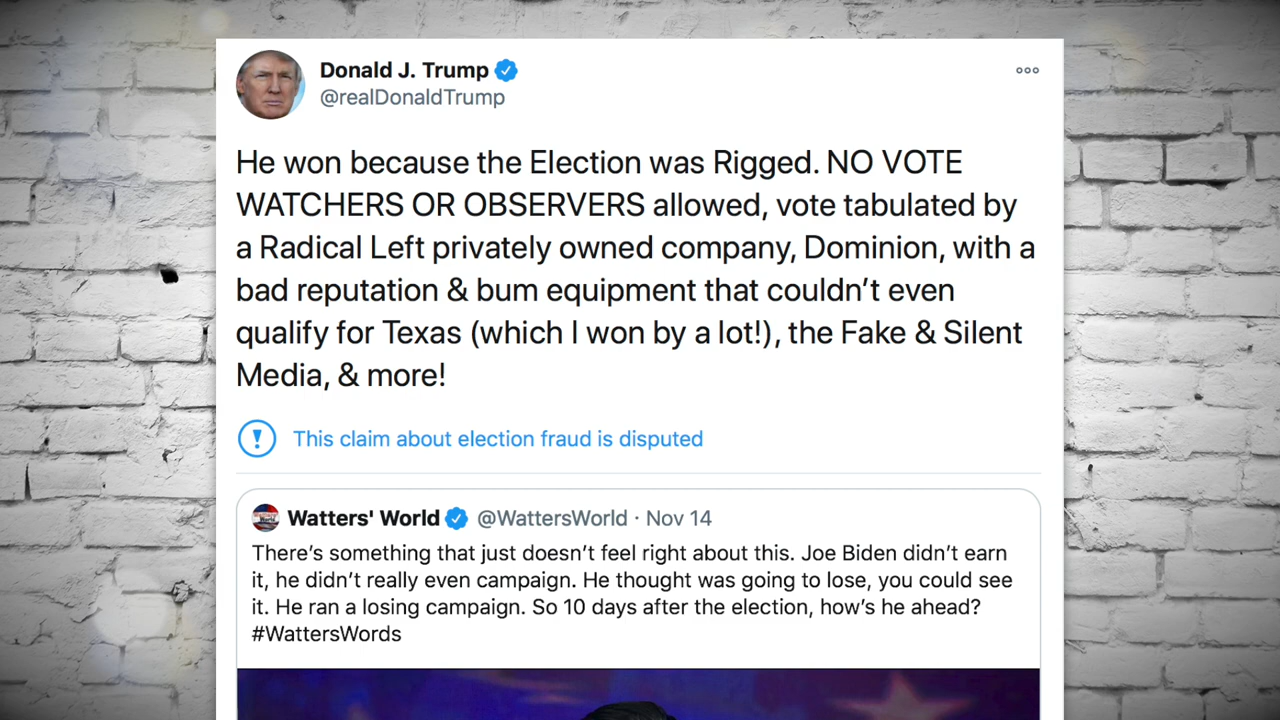 Donald J. Trump
@realDonaldTrump
He won because the Election was Rigged. NO VOTE
WATCHERS OR OBSERVERS allowed, vote tabulated by
a Radical Left privately owned company, Dominion, with a
bad reputation & bum equipment that couldn't even
qualify for Texas (which I won by a lot!), the Fake & Silent
Media, & more!
This claim about election fraud is disputed
Watters' World @WattersWorld · Nov 14
There's something that just doesn't feel right about this. Joe Biden didn't earn
it, he didn't really even campaign. He thought was going to lose, you could see
it. He ran a losing campaign. So 10 days after the election, how's he ahead?
#WattersWords